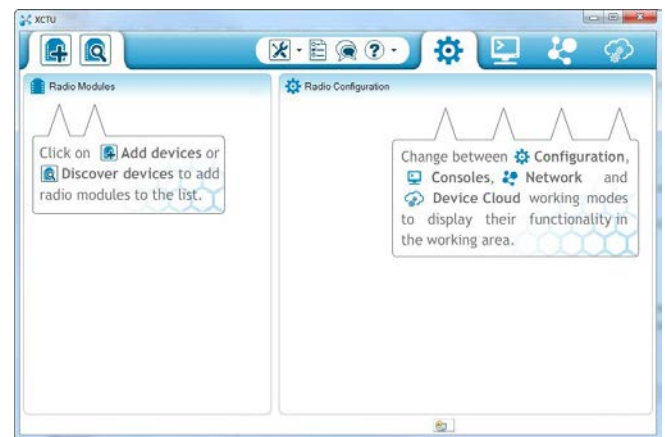 XCTU
Radio Modules
Radio Configuration
Click on Add devices or
Discover devices to add
radio modules to the list.
Change between Configuration,
Consoles, Network and
Device Cloud working modes
to display their functionality in
the working area.